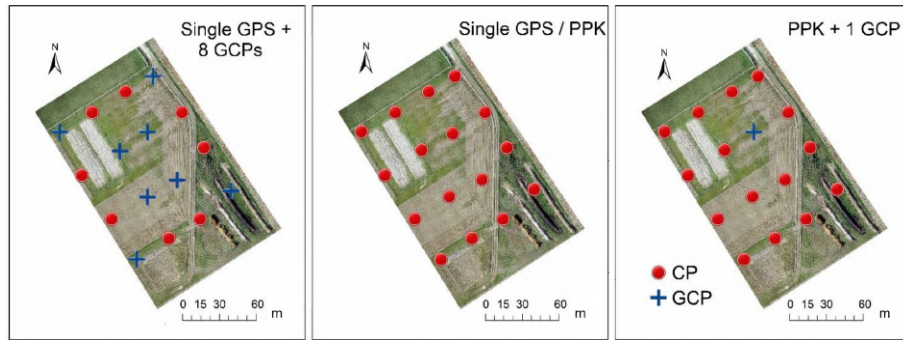 Single GPS +
8 GCPs
N
0 15 30 60
m
Single GPS / PPK
N
0 15 30 60
m
PPK + 1 GCP
N
CP
GCP
0 15 30 60
m